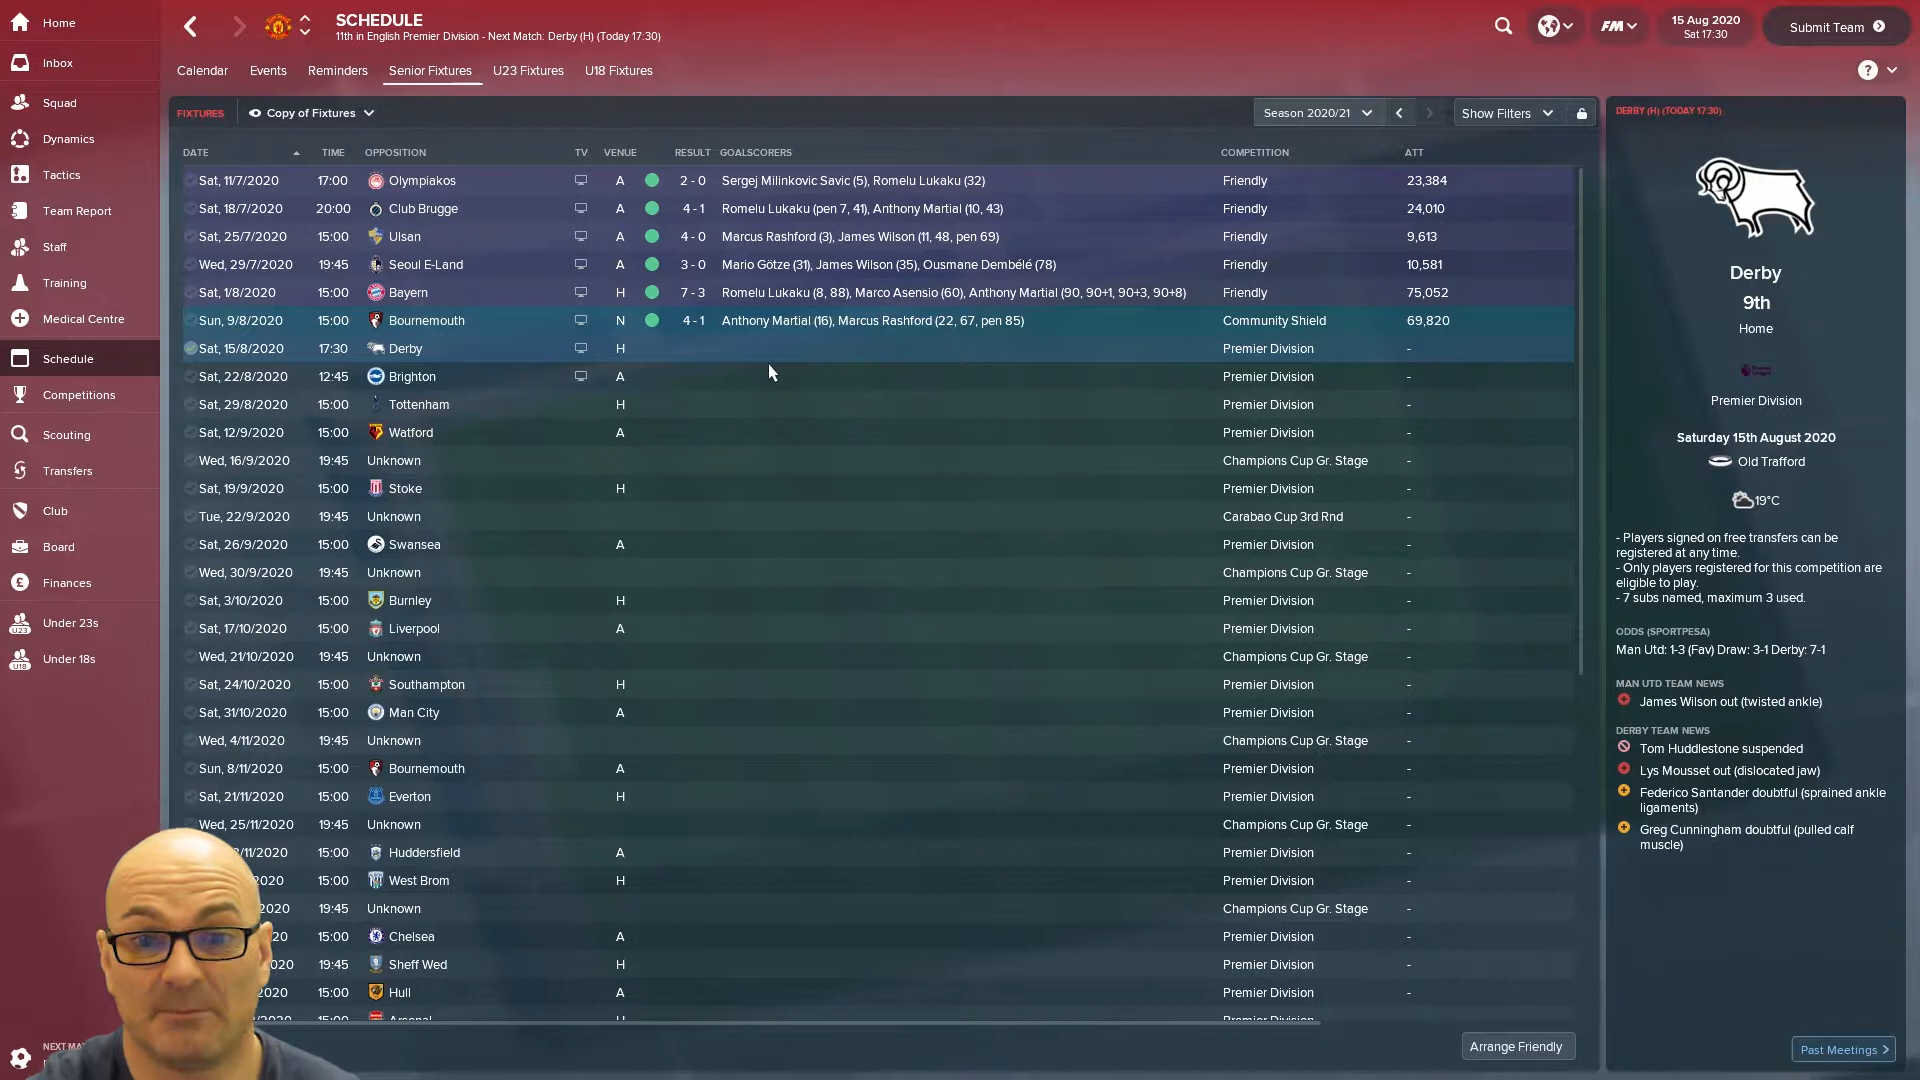 Home
Inbox
Squad
Dynamics
Tactics
Team Report
Staff
Training
Medical Centre
Schedule
Competitions
Scouting
Transfers
Club
Board
Finances
Under 23s
Under 18s
SCHEDULE
11th in English Premier Division - Next Match: Derby (H) (Today 17:30)
FM
15 Aug 2020
Sat 17:30
Submit Team
Calendar Events Reminders Senior Fixtures U23 Fixtures U18 Fixtures
FIXTURES Copy of Fixtures Season 2020/21 Show Filters
DATE TIME OPPOSITION TV VENUE RESULT GOALSCORERS COMPETITION ATT
Sat, 11/7/2020 17:00 Olympiakos A 2 - 0 Sergej Milinkovic Savic (5), Romelu Lukaku (32) Friendly 23,384
Sat, 18/7/2020 20:00 Club Brugge A 4 - 1 Romelu Lukaku (pen 7, 41), Anthony Martial (10, 43) Friendly 24,010
Sat, 25/7/2020 15:00 Ulsan A 4 - 0 Marcus Rashford (3), James Wilson (11, 48, pen 69) Friendly 9,613
Wed, 29/7/2020 19:45 Seoul E-Land A 3 - 0 Mario Götze (31), James Wilson (35), Ousmane Dembélé (78) Friendly 10,581
Sat, 1/8/2020 15:00 Bayern H 7 - 3 Romelu Lukaku (8, 88), Marco Asensio (60), Anthony Martial (90, 90+1, 90+3, 90+8) Friendly 75,052
Sun, 9/8/2020 15:00 Bournemouth N 4 - 1 Anthony Martial (16), Marcus Rashford (22, 67, pen 85) Community Shield 69,820
Sat, 15/8/2020 17:30 Derby H Premier Division -
Sat, 22/8/2020 12:45 Brighton A Premier Division -
Sat, 29/8/2020 15:00 Tottenham H Premier Division -
Sat, 12/9/2020 15:00 Watford A Premier Division -
Wed, 16/9/2020 19:45 Unknown Champions Cup Gr. Stage -
Sat, 19/9/2020 15:00 Stoke H Premier Division -
Tue, 22/9/2020 19:45 Unknown Carabao Cup 3rd Rnd -
Sat, 26/9/2020 15:00 Swansea A Premier Division -
Wed, 30/9/2020 19:45 Unknown Champions Cup Gr. Stage -
Sat, 3/10/2020 15:00 Burnley H Premier Division -
Sat, 17/10/2020 15:00 Liverpool A Premier Division -
Wed, 21/10/2020 19:45 Unknown Champions Cup Gr. Stage -
Sat, 24/10/2020 15:00 Southampton H Premier Division -
Sat, 31/10/2020 15:00 Man City A Premier Division -
Wed, 4/11/2020 19:45 Unknown Champions Cup Gr. Stage -
Sun, 8/11/2020 15:00 Bournemouth A Premier Division -
Sat, 21/11/2020 15:00 Everton H Premier Division -
Wed, 25/11/2020 19:45 Unknown Champions Cup Gr. Stage -
/11/2020 15:00 Huddersfield A Premier Division -
2020 15:00 West Brom H Premier Division -
2020 19:45 Unknown Champions Cup Gr. Stage -
20 15:00 Chelsea A Premier Division -
020 19:45 Sheff Wed H Premier Division -
2020 15:00 Hull A Premier Division -
Arrange Friendly
NEXT MA
DERBY (H) (TODAY 17:30)
Derby
9th
Home
Premier Division
Saturday 15th August 2020
Old Trafford
19°C
- Players signed on free transfers can be
registered at any time.
- Only players registered for this competition are
eligible to play.
- 7 subs named, maximum 3 used.
ODDS (SPORTPESA)
Man Utd: 1-3 (Fav) Draw: 3-1 Derby: 7-1
MAN UTD TEAM NEWS
James Wilson out (twisted ankle)
DERBY TEAM NEWS
Tom Huddlestone suspended
Lys Mousset out (dislocated jaw)
Federico Santander doubtful (sprained ankle
ligaments)
Greg Cunningham doubtful (pulled calf
muscle)
Past Meetings